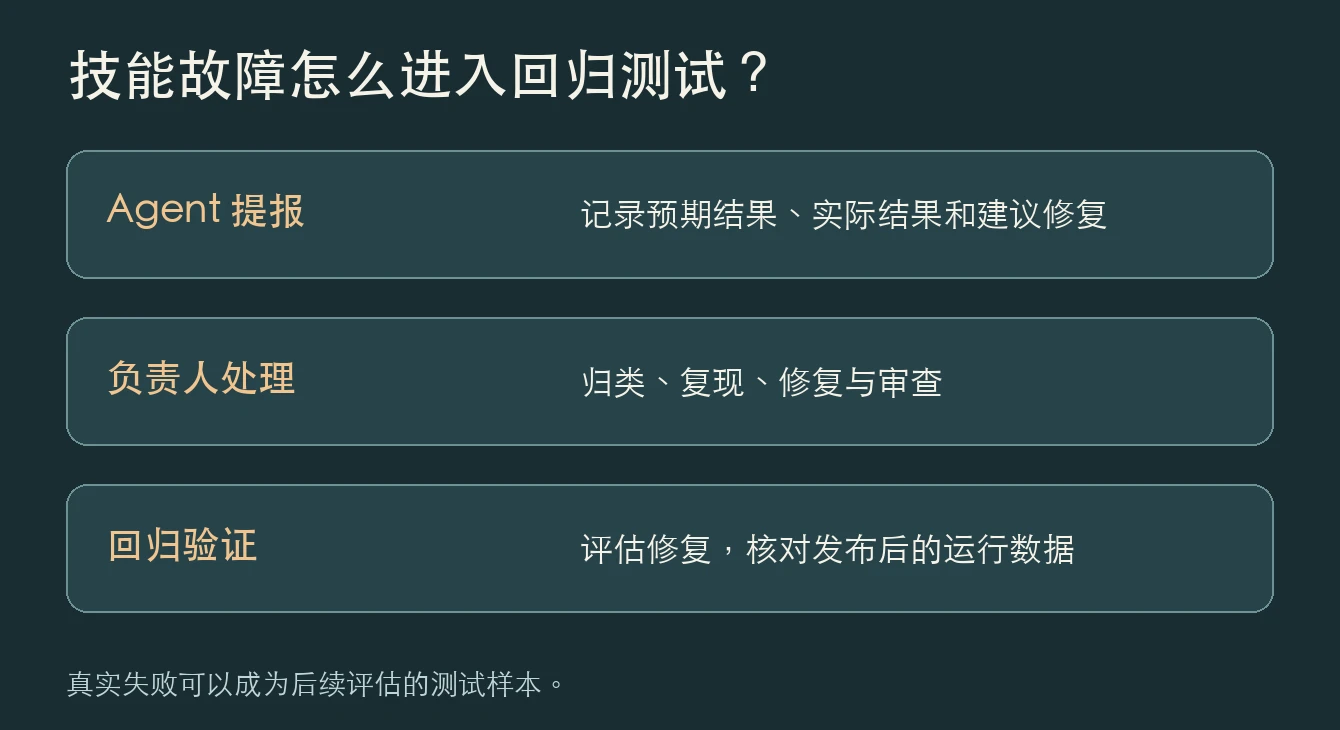 技能故障怎么进入回归测试？
Agent 提报
记录预期结果、实际结果和建议修复
负责人处理
归类、复现、修复与审查
回归验证
评估修复，核对发布后的运行数据
真实失败可以成为后续评估的测试样本。